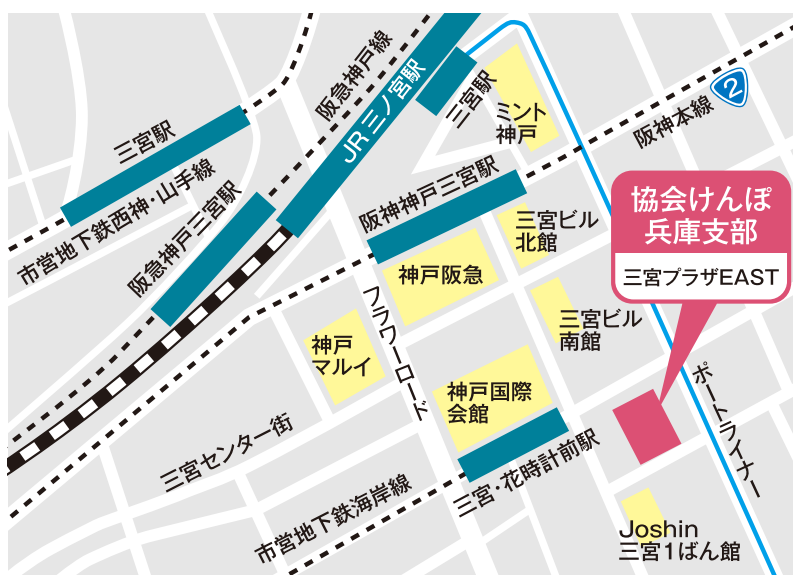 阪急神戸線
JR三ノ宮駅
三宮駅
ミント
神戸
2
阪神本線
三宮駅
市営地下鉄西神・山手線
阪急神戸三宮駅
阪神神戸三宮駅
協会けんぽ
兵庫支部
三宮プラザEAST
三宮ビル
北館
神戸阪急
フラワーロード
三宮ビル
南館
神戸
マルイ
神戸国際
会館
ポートライナー
三宮センター街
三宮・花時計前駅
市営地下鉄海岸線
Joshin
三宮1ばん館